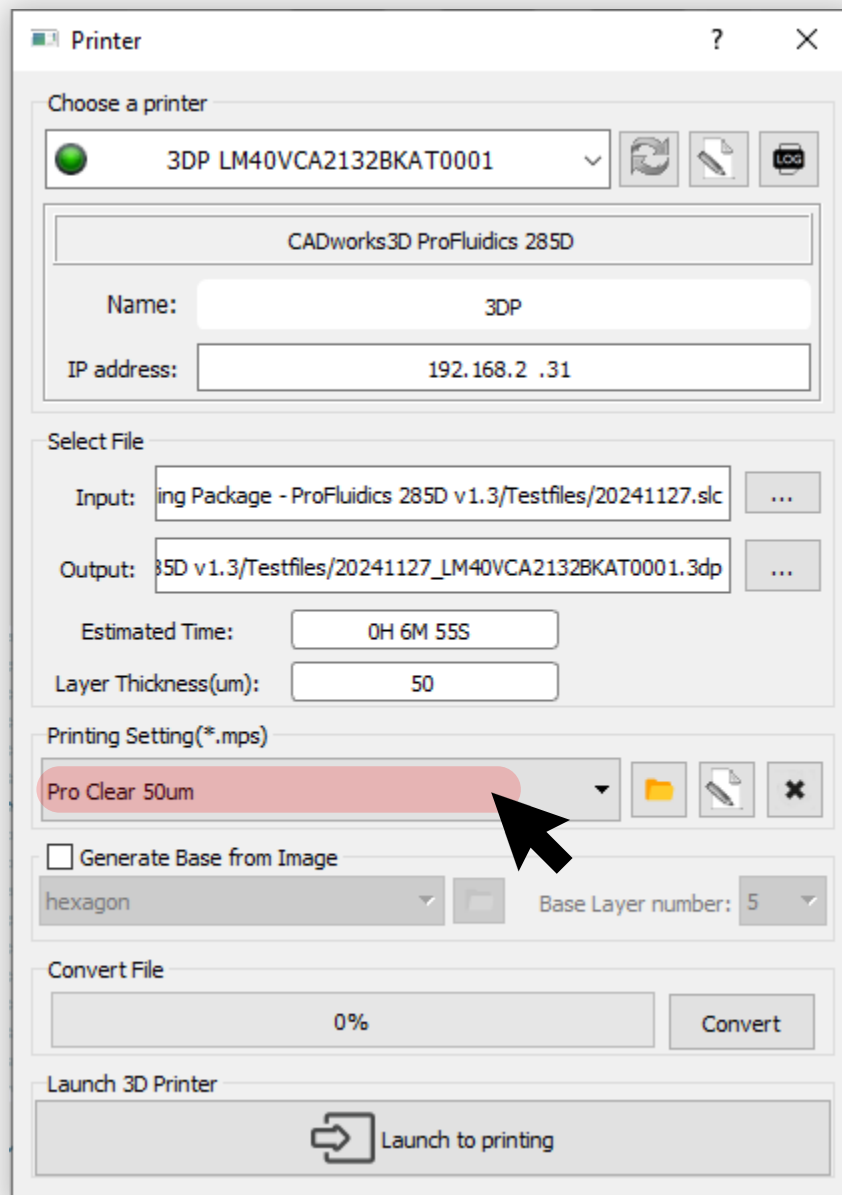 Printer ?
Choose a printer
3DP LM40VCA2132BKAT0001 LOG
CADworks3D ProFluidics 285D
Name: 3DP
IP address: 192.168.2 .31
Select File
Input: ing Package - ProFluidics 285D v1.3/Testfiles/20241127.slc ...
Output: 85D v1.3/Testfiles/20241127_LM40VCA2132BKAT0001.3dp ...
Estimated Time: 0H 6M 55S
Layer Thickness(um): 50
Printing Setting(*.mps)
Pro Clear 50um
Generate Base from Image
hexagon Base Layer number: 5
Convert File
0% Convert
Launch 3D Printer
Launch to printing